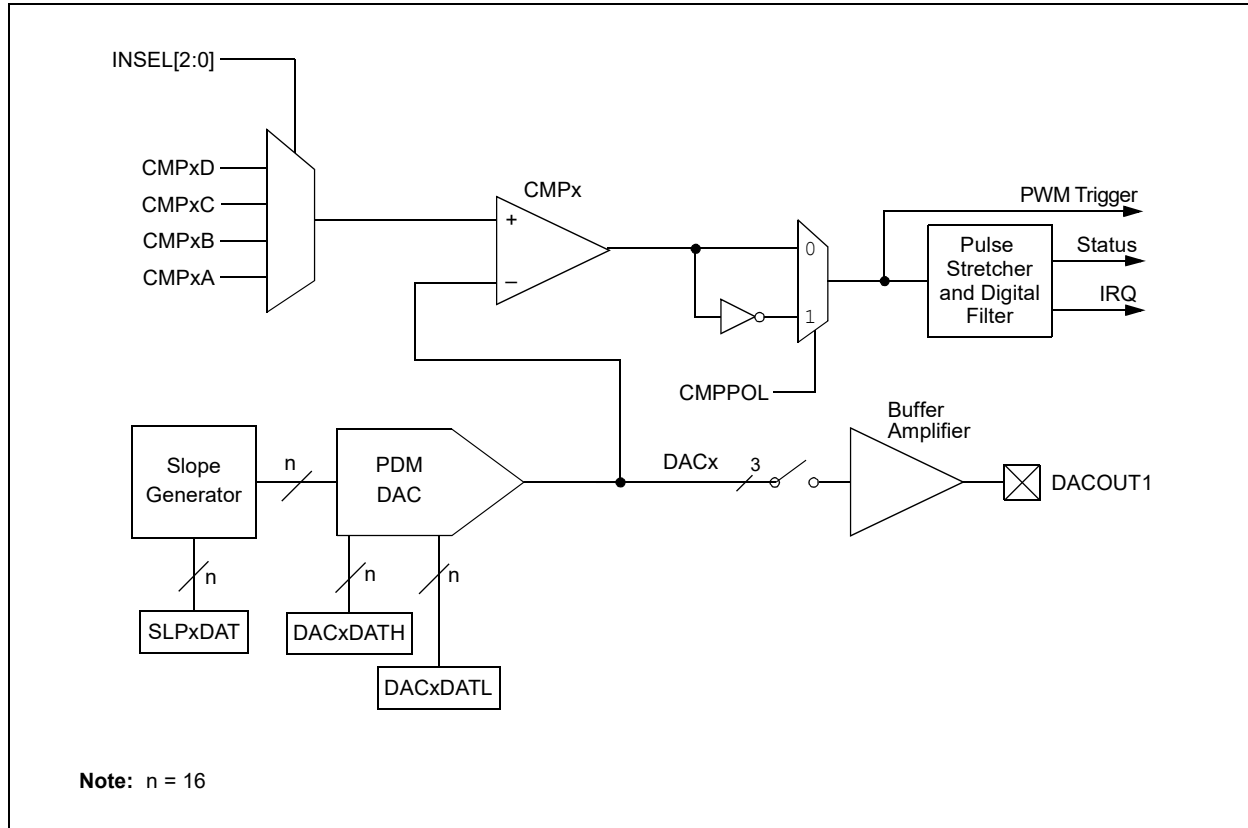 INSEL[2:0]
CMPxD
CMPxC
CMPxB
CMPxA
CMPx
+
–
0
1
CMPPOL
PWM Trigger
Pulse
Stretcher
and Digital
Filter
Status
IRQ
Slope
Generator
n
PDM
DAC
DACx
3
Buffer
Amplifier
DACOUT1
n
n
n
SLPxDAT
DACxDATH
DACxDATL
Note: n = 16